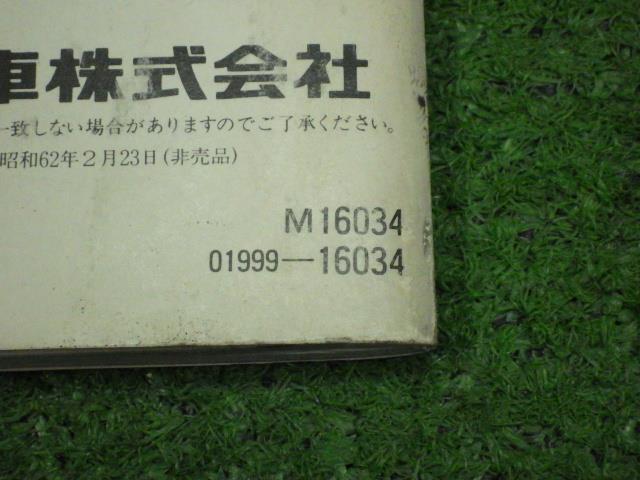 車株式会社
一致しない場合がありますのでご了承ください。
昭和62年2月23日(非売品)
M16034
01999—16034